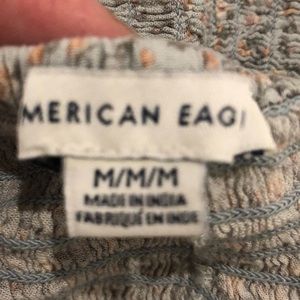 MERICAN EAG
M/M/M
MADE IN INDIA
FABRIQUÉ EN INDE